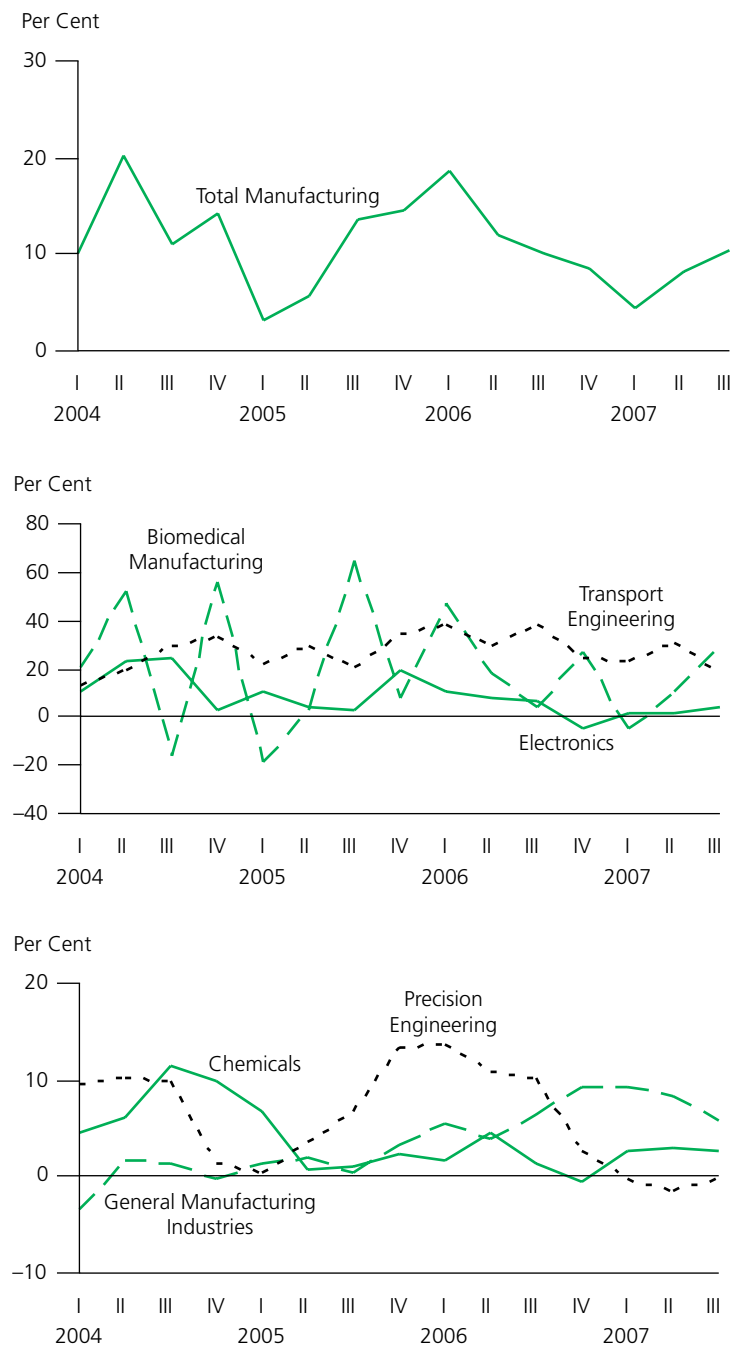 Per Cent
30
20
Total Manufacturing
10
0
I II III IV I II III IV I II III IV I II III
2004 2005 2006 2007
Per Cent
80
Biomedical
Manufacturing
60
Transport
Engineering
40
20
0
Electronics
–20
–40
I II III IV I II III IV I II III IV I II III
2004 2005 2006 2007
Per Cent
20
Precision
Engineering
Chemicals
10
0
General Manufacturing
Industries
–10
I II III IV I II III IV I II III IV I II III
2004 2005 2006 2007